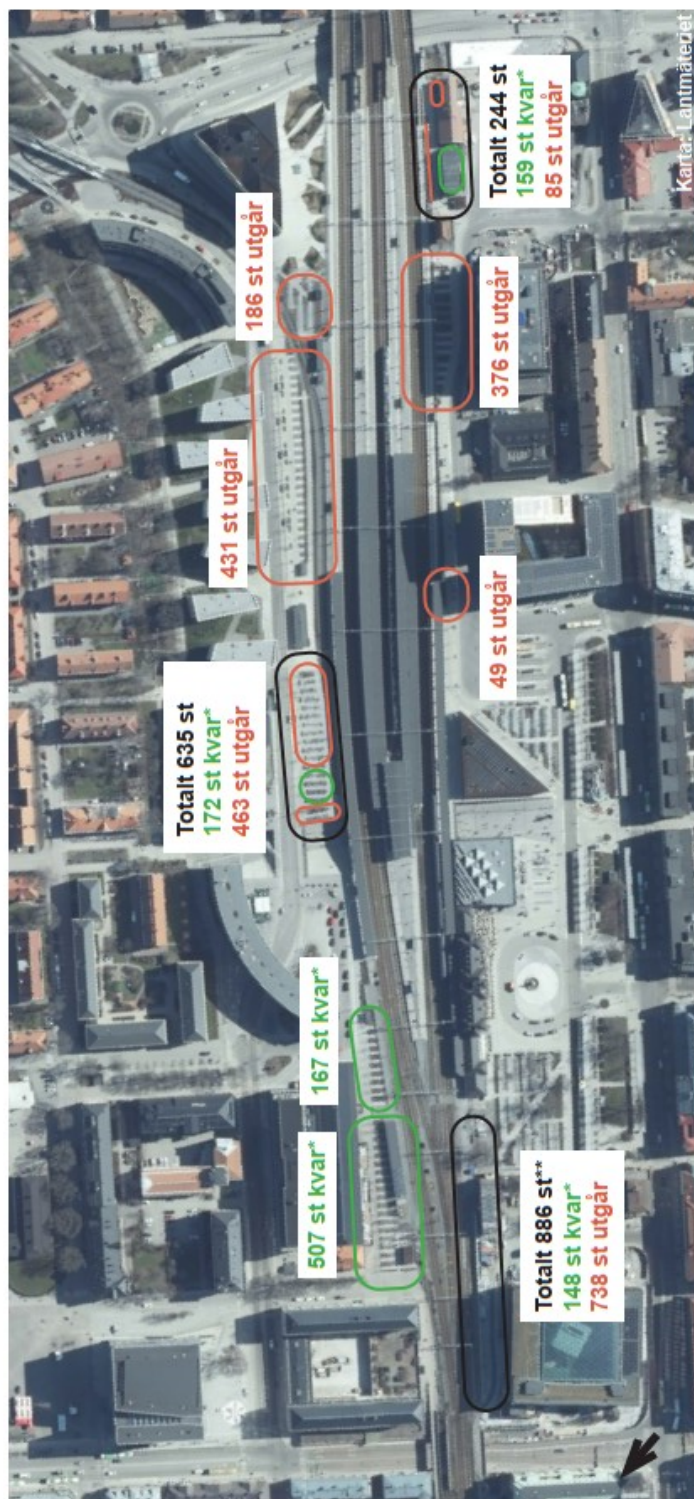 507 st kvar*
167 st kvar*
Totalt 635 st
172 st kvar*
463 st utgår
431 st utgår
186 st utgår
Totalt 886 st**
148 st kvar*
738 st utgår
49 st utgår
376 st utgår
Totalt 244 st
159 st kvar*
85 st utgår
Karta: Lantmäteriet